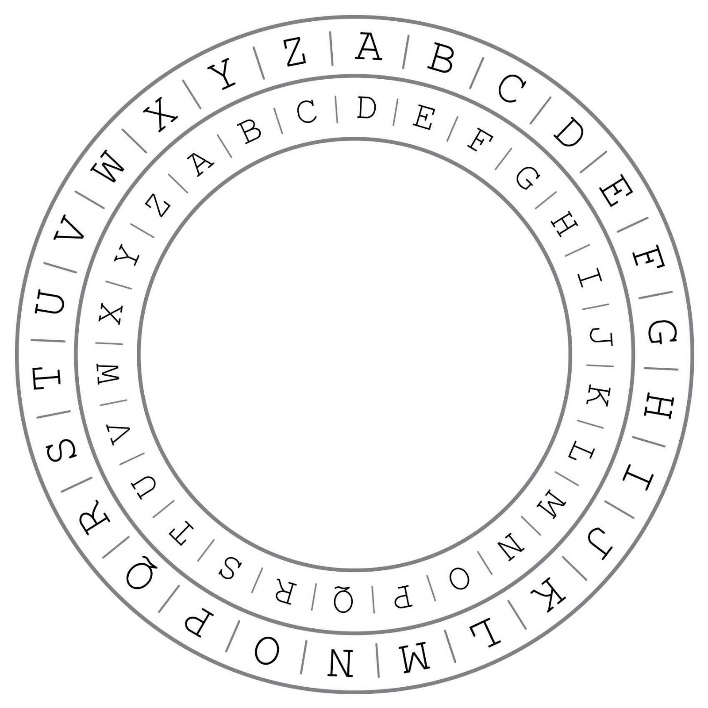 A B C D E F G H I J K L M N O P Q R S T U V W X Y Z
D E F G H I J K L M N O P Q R S T U V W X Y Z A B C